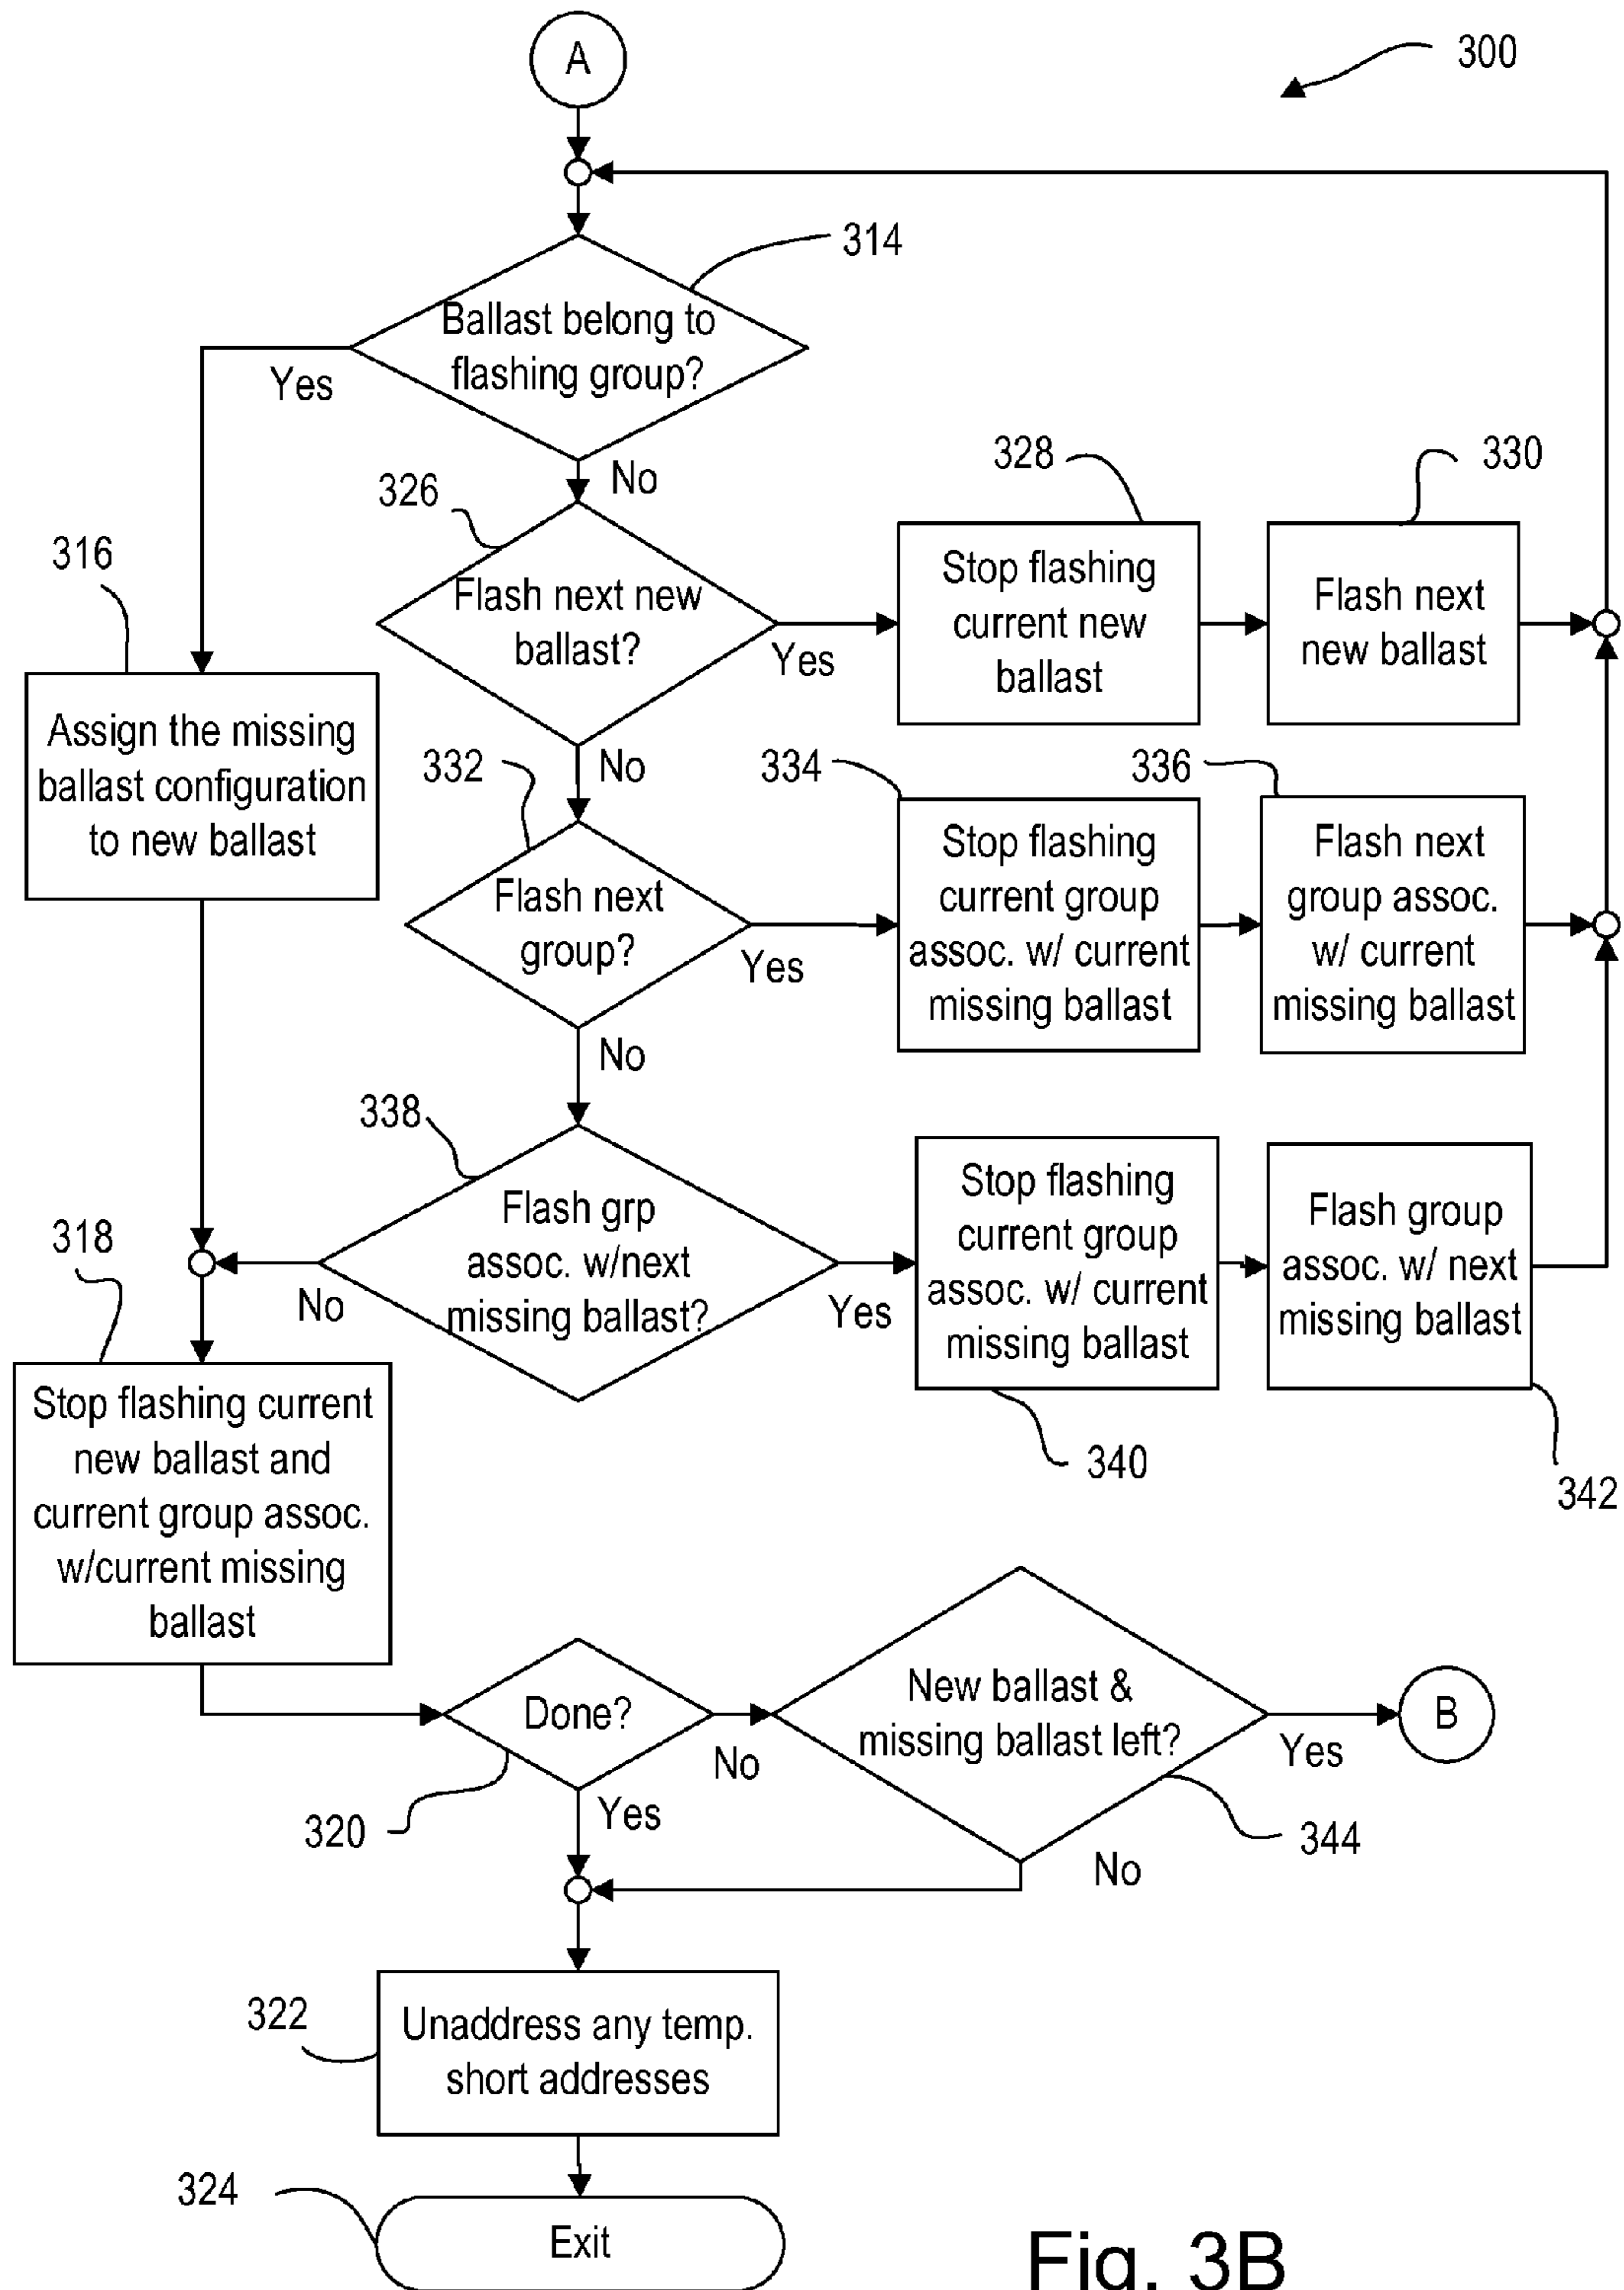 A
300
314
Ballast belong to
flashing group?
Yes
No
326
328
330
316
Flash next new
ballast?
Yes
Stop flashing
current new
ballast
Flash next
new ballast
Assign the missing
ballast configuration
to new ballast
No
332
334
336
Flash next
group?
Yes
Stop flashing
current group
assoc. w/ current
missing ballast
Flash next
group assoc.
w/ current
missing ballast
No
338
Flash grp
assoc. w/next
missing ballast?
No
Yes
Stop flashing
current group
assoc. w/ current
missing ballast
Flash group
assoc. w/ next
missing ballast
318
340
342
Stop flashing current
new ballast and
current group assoc.
w/current missing
ballast
Done?
No
Yes
320
New ballast &
missing ballast left?
Yes
B
344
No
322
Unaddress any temp.
short addresses
324
Exit
Fig. 3B